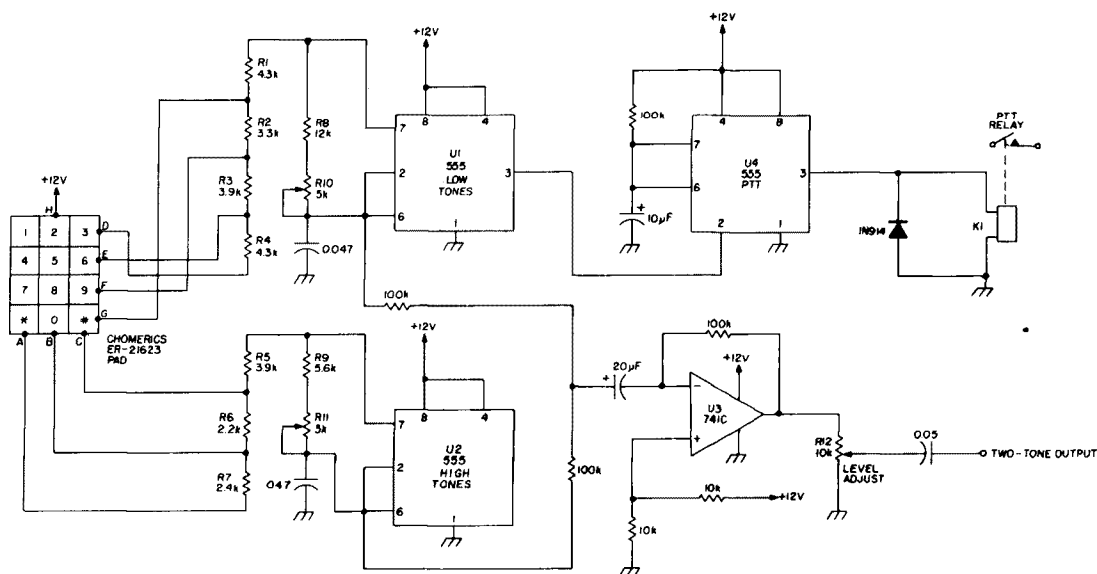 +12V
H
1 2 3
4 5 6
7 8 9
* 0 #
D
E
F
G
A B C
CHOMERICS
ER-21623
PAD
R1
4.3k
R2
3.3k
R3
3.9k
R4
4.3k
R8
12k
R10
5k
0.047
+12V
8 4
7
2
6
3
1
U1
555
LOW
TONES
100k
R5
3.9k
R6
2.2k
R7
2.4k
R9
5.6k
R11
5k
.047
+12V
8 4
7
2
6
1
U2
555
HIGH
TONES
100k
+12V
100k
4 8
7
6
2
3
1
U4
555
PTT
+
10µF
1N914
PTT
RELAY
K1
+
20µF
100k
+12V
−
+
U3
741C
10k
+12V
10k
R12
10k
LEVEL
ADJUST
0.05
TWO-TONE OUTPUT